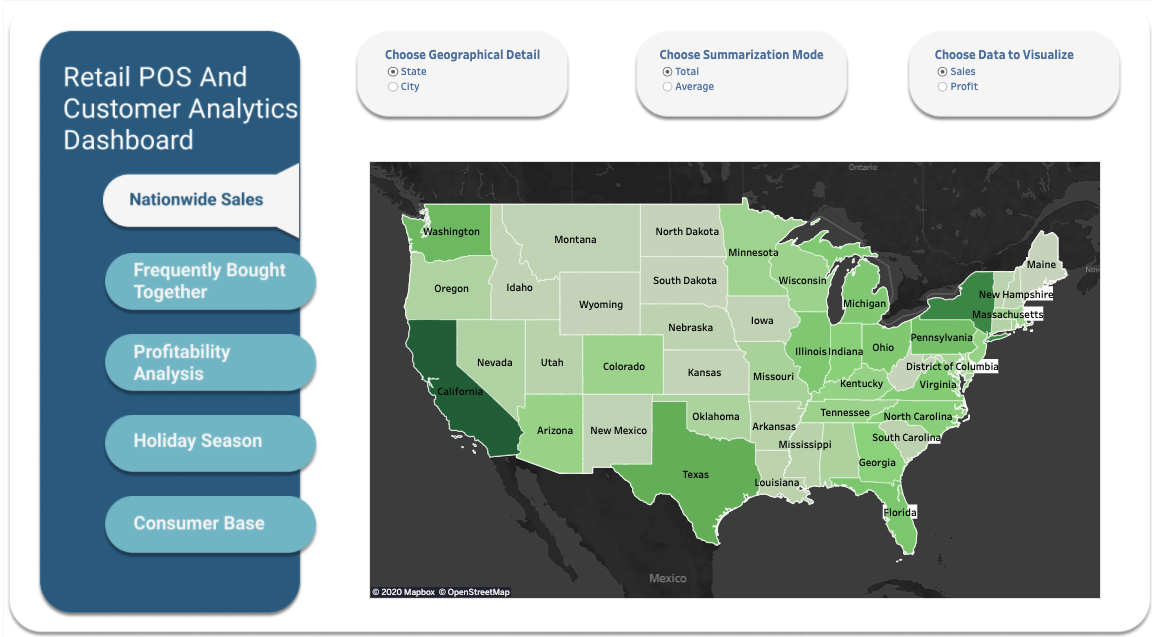 Retail POS And
Customer Analytics
Dashboard
Nationwide Sales
Frequently Bought
Together
Profitability
Analysis
Holiday Season
Consumer Base
Choose Geographical Detail
State
City
Choose Summarization Mode
Total
Average
Choose Data to Visualize
Sales
Profit
Ontario
Washington
Montana
North Dakota
Minnesota
Maine
Nov
Oregon
Idaho
South Dakota
Wisconsin
Wyoming
Michigan
New Hampshire
Massachusetts
Nebraska
Iowa
Nevada
Utah
Colorado
Kansas
Missouri
Illinois
Indiana
Ohio
Pennsylvania
District of Columbia
Kentucky
Virginia
California
Arizona
New Mexico
Oklahoma
Arkansas
Tennessee
North Carolina
Mississippi
South Carolina
Texas
Louisiana
Georgia
Florida
Mexico
© 2020 Mapbox © OpenStreetMap